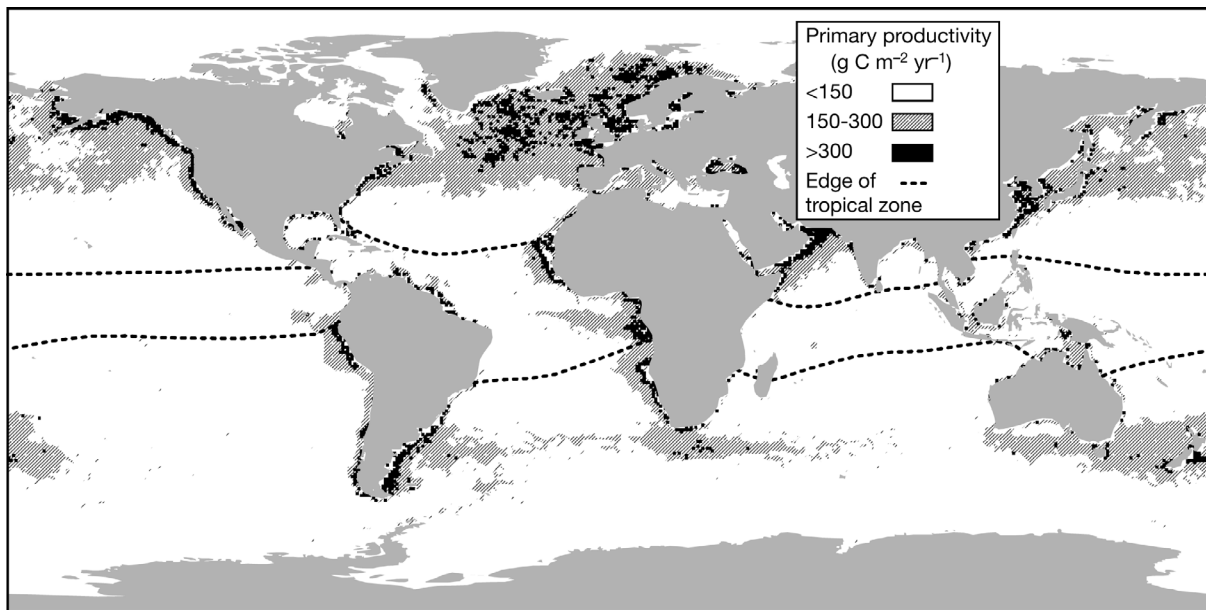 Primary productivity
(g C m⁻² yr⁻¹)
<150
150-300
>300
Edge of
tropical zone